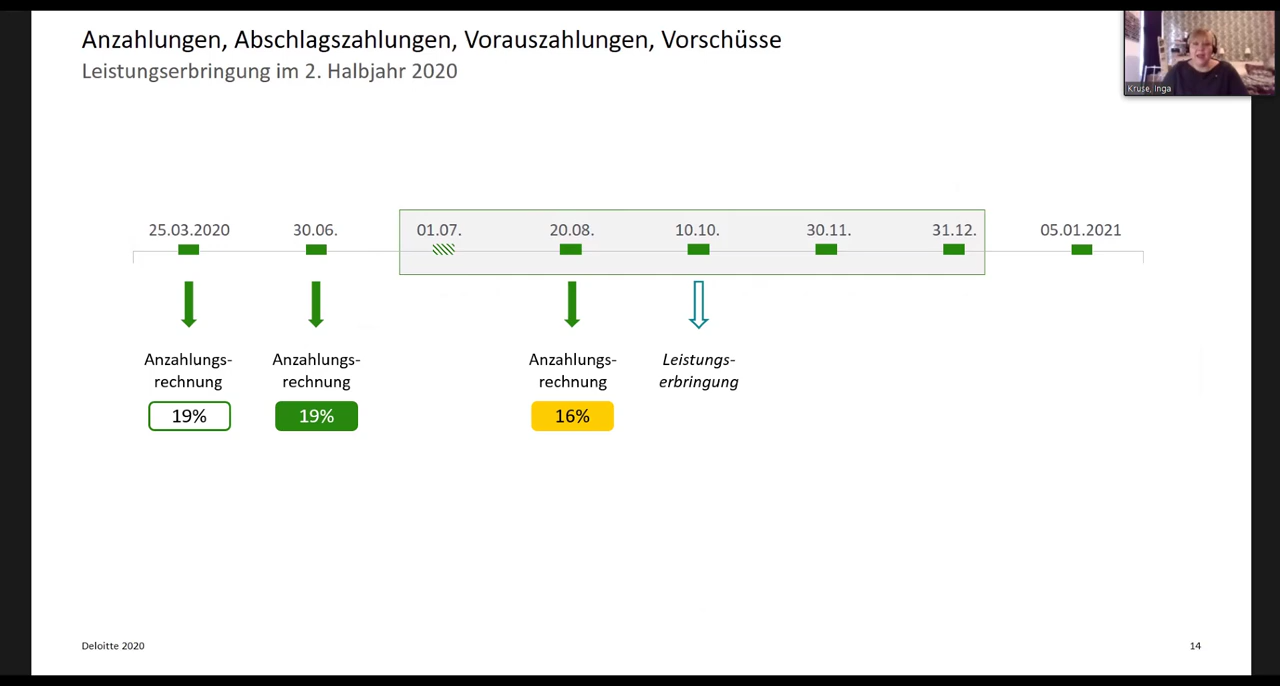 Anzahlungen, Abschlagszahlungen, Vorauszahlungen, Vorschüsse
Leistungserbringung im 2. Halbjahr 2020
Kruse, Inga
25.03.2020 30.06. 01.07. 20.08. 10.10. 30.11. 31.12. 05.01.2021
Anzahlungs-
rechnung
19%
Anzahlungs-
rechnung
19%
Anzahlungs-
rechnung
16%
Leistungs-
erbringung
Deloitte 2020
14